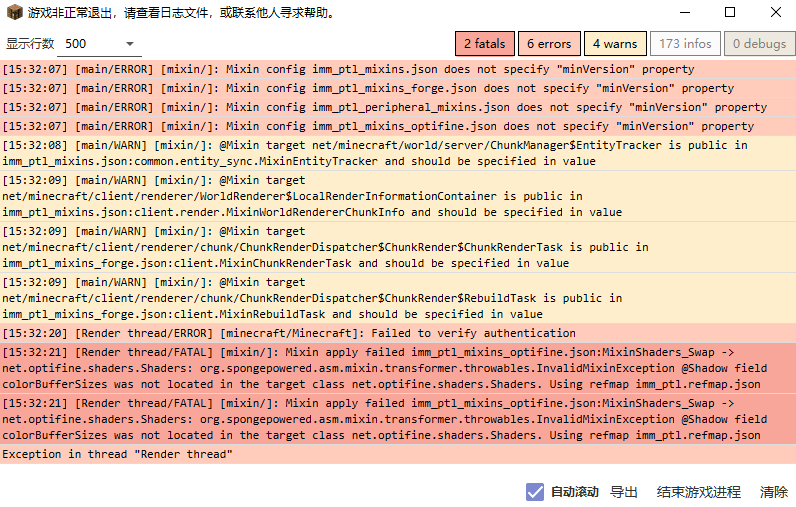 游戏非正常退出，请查看日志文件，或联系他人寻求帮助。
显示行数 500 2 fatals 6 errors 4 warns 173 infos 0 debugs
[15:32:07] [main/ERROR] [mixin/]: Mixin config imm_ptl_mixins.json does not specify "minVersion" property
[15:32:07] [main/ERROR] [mixin/]: Mixin config imm_ptl_mixins_forge.json does not specify "minVersion" property
[15:32:07] [main/ERROR] [mixin/]: Mixin config imm_ptl_peripheral_mixins.json does not specify "minVersion" property
[15:32:07] [main/ERROR] [mixin/]: Mixin config imm_ptl_mixins_optifine.json does not specify "minVersion" property
[15:32:08] [main/WARN] [mixin/]: @Mixin target net/minecraft/world/server/ChunkManager$EntityTracker is public in
imm_ptl_mixins.json:common.entity_sync.MixinEntityTracker and should be specified in value
[15:32:09] [main/WARN] [mixin/]: @Mixin target
net/minecraft/client/renderer/WorldRenderer$LocalRenderInformationContainer is public in
imm_ptl_mixins.json:client.render.MixinWorldRendererChunkInfo and should be specified in value
[15:32:09] [main/WARN] [mixin/]: @Mixin target
net/minecraft/client/renderer/chunk/ChunkRenderDispatcher$ChunkRender$ChunkRenderTask is public in
imm_ptl_mixins_forge.json:client.MixinChunkRenderTask and should be specified in value
[15:32:09] [main/WARN] [mixin/]: @Mixin target
net/minecraft/client/renderer/chunk/ChunkRenderDispatcher$ChunkRender$RebuildTask is public in
imm_ptl_mixins_forge.json:client.MixinRebuildTask and should be specified in value
[15:32:20] [Render thread/ERROR] [minecraft/Minecraft]: Failed to verify authentication
[15:32:21] [Render thread/FATAL] [mixin/]: Mixin apply failed imm_ptl_mixins_optifine.json:MixinShaders_Swap ->
net.optifine.shaders.Shaders: org.spongepowered.asm.mixin.transformer.throwables.InvalidMixinException @Shadow field
colorBufferSizes was not located in the target class net.optifine.shaders.Shaders. Using refmap imm_ptl.refmap.json
[15:32:21] [Render thread/FATAL] [mixin/]: Mixin apply failed imm_ptl_mixins_optifine.json:MixinShaders_Swap ->
net.optifine.shaders.Shaders: org.spongepowered.asm.mixin.transformer.throwables.InvalidMixinException @Shadow field
colorBufferSizes was not located in the target class net.optifine.shaders.Shaders. Using refmap imm_ptl.refmap.json
Exception in thread "Render thread"
自动滚动 导出 结束游戏进程 清除